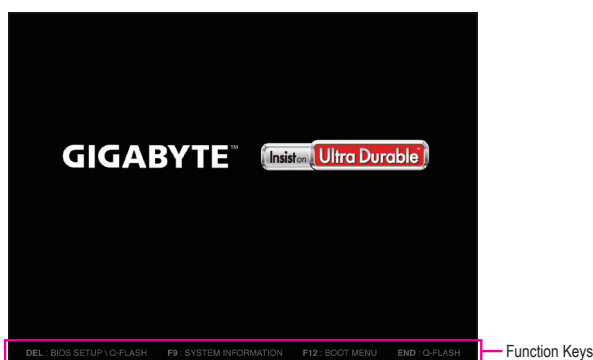 GIGABYTE™ Insist on Ultra Durable™
DEL : BIOS SETUP \ Q-FLASH F9 : SYSTEM INFORMATION F12 : BOOT MENU END : Q-FLASH
Function Keys